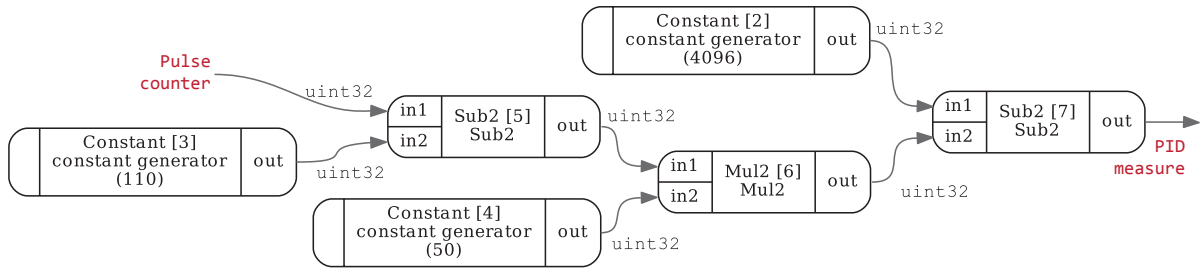 Constant [2]
constant generator
(4096)
out
uint32
Pulse
counter
uint32
in1
in2
Sub2 [5]
Sub2
out
uint32
in1
in2
Sub2 [7]
Sub2
out
Constant [3]
constant generator
(110)
out
uint32
in1
in2
Mul2 [6]
Mul2
out
uint32
PID
measure
Constant [4]
constant generator
(50)
out
uint32